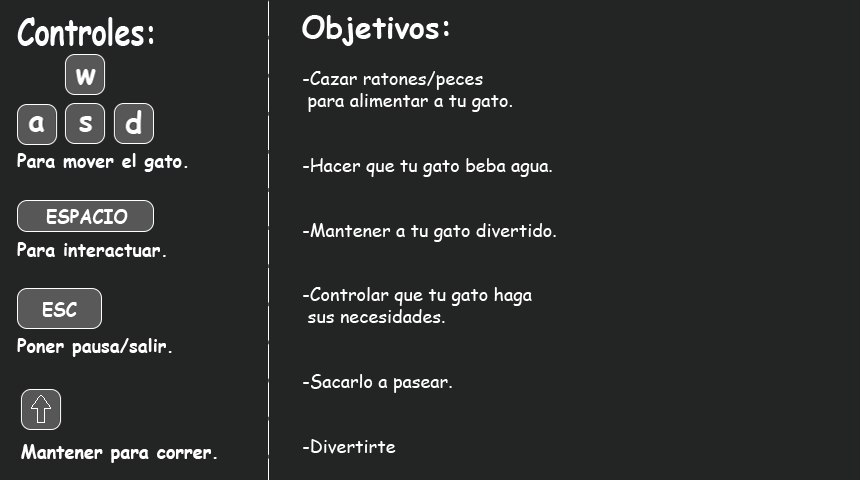 Controles:
w
a s d
Para mover el gato.
ESPACIO
Para interactuar.
ESC
Poner pausa/salir.
Mantener para correr.
Objetivos:
-Cazar ratones/peces
para alimentar a tu gato.
-Hacer que tu gato beba agua.
-Mantener a tu gato divertido.
-Controlar que tu gato haga
sus necesidades.
-Sacarlo a pasear.
-Divertirte